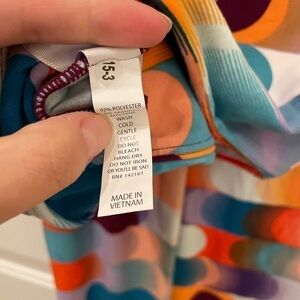 15-3
92% POLYESTER
WASH
COLD
GENTLE
CYCLE
DO NOT
BLEACH
HANG DRY
DO NOT IRON
OR YOU'LL BE SAD
RN# 142161
MADE IN
VIETNAM